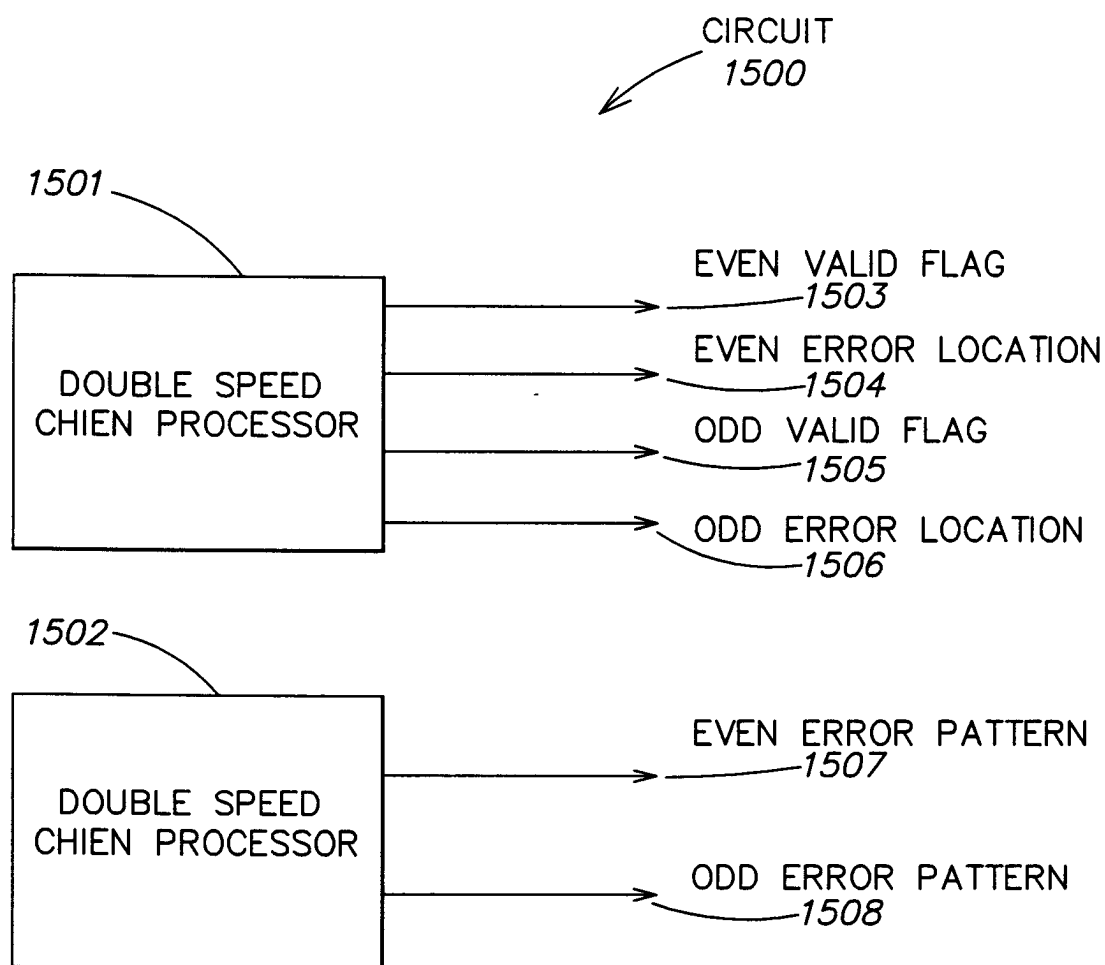 CIRCUIT
1500
1501
DOUBLE SPEED
CHIEN PROCESSOR
EVEN VALID FLAG
1503
EVEN ERROR LOCATION
1504
ODD VALID FLAG
1505
ODD ERROR LOCATION
1506
1502
DOUBLE SPEED
CHIEN PROCESSOR
EVEN ERROR PATTERN
1507
ODD ERROR PATTERN
1508